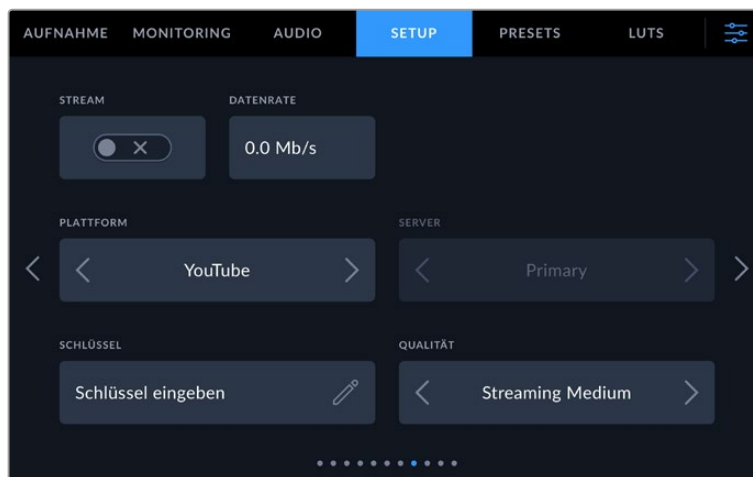 AUFNAHME MONITORING AUDIO SETUP PRESETS LUTS
STREAM DATENRATE
0.0 Mb/s
PLATTFORM SERVER
YouTube Primary
SCHLÜSSEL QUALITÄT
Schlüssel eingeben Streaming Medium